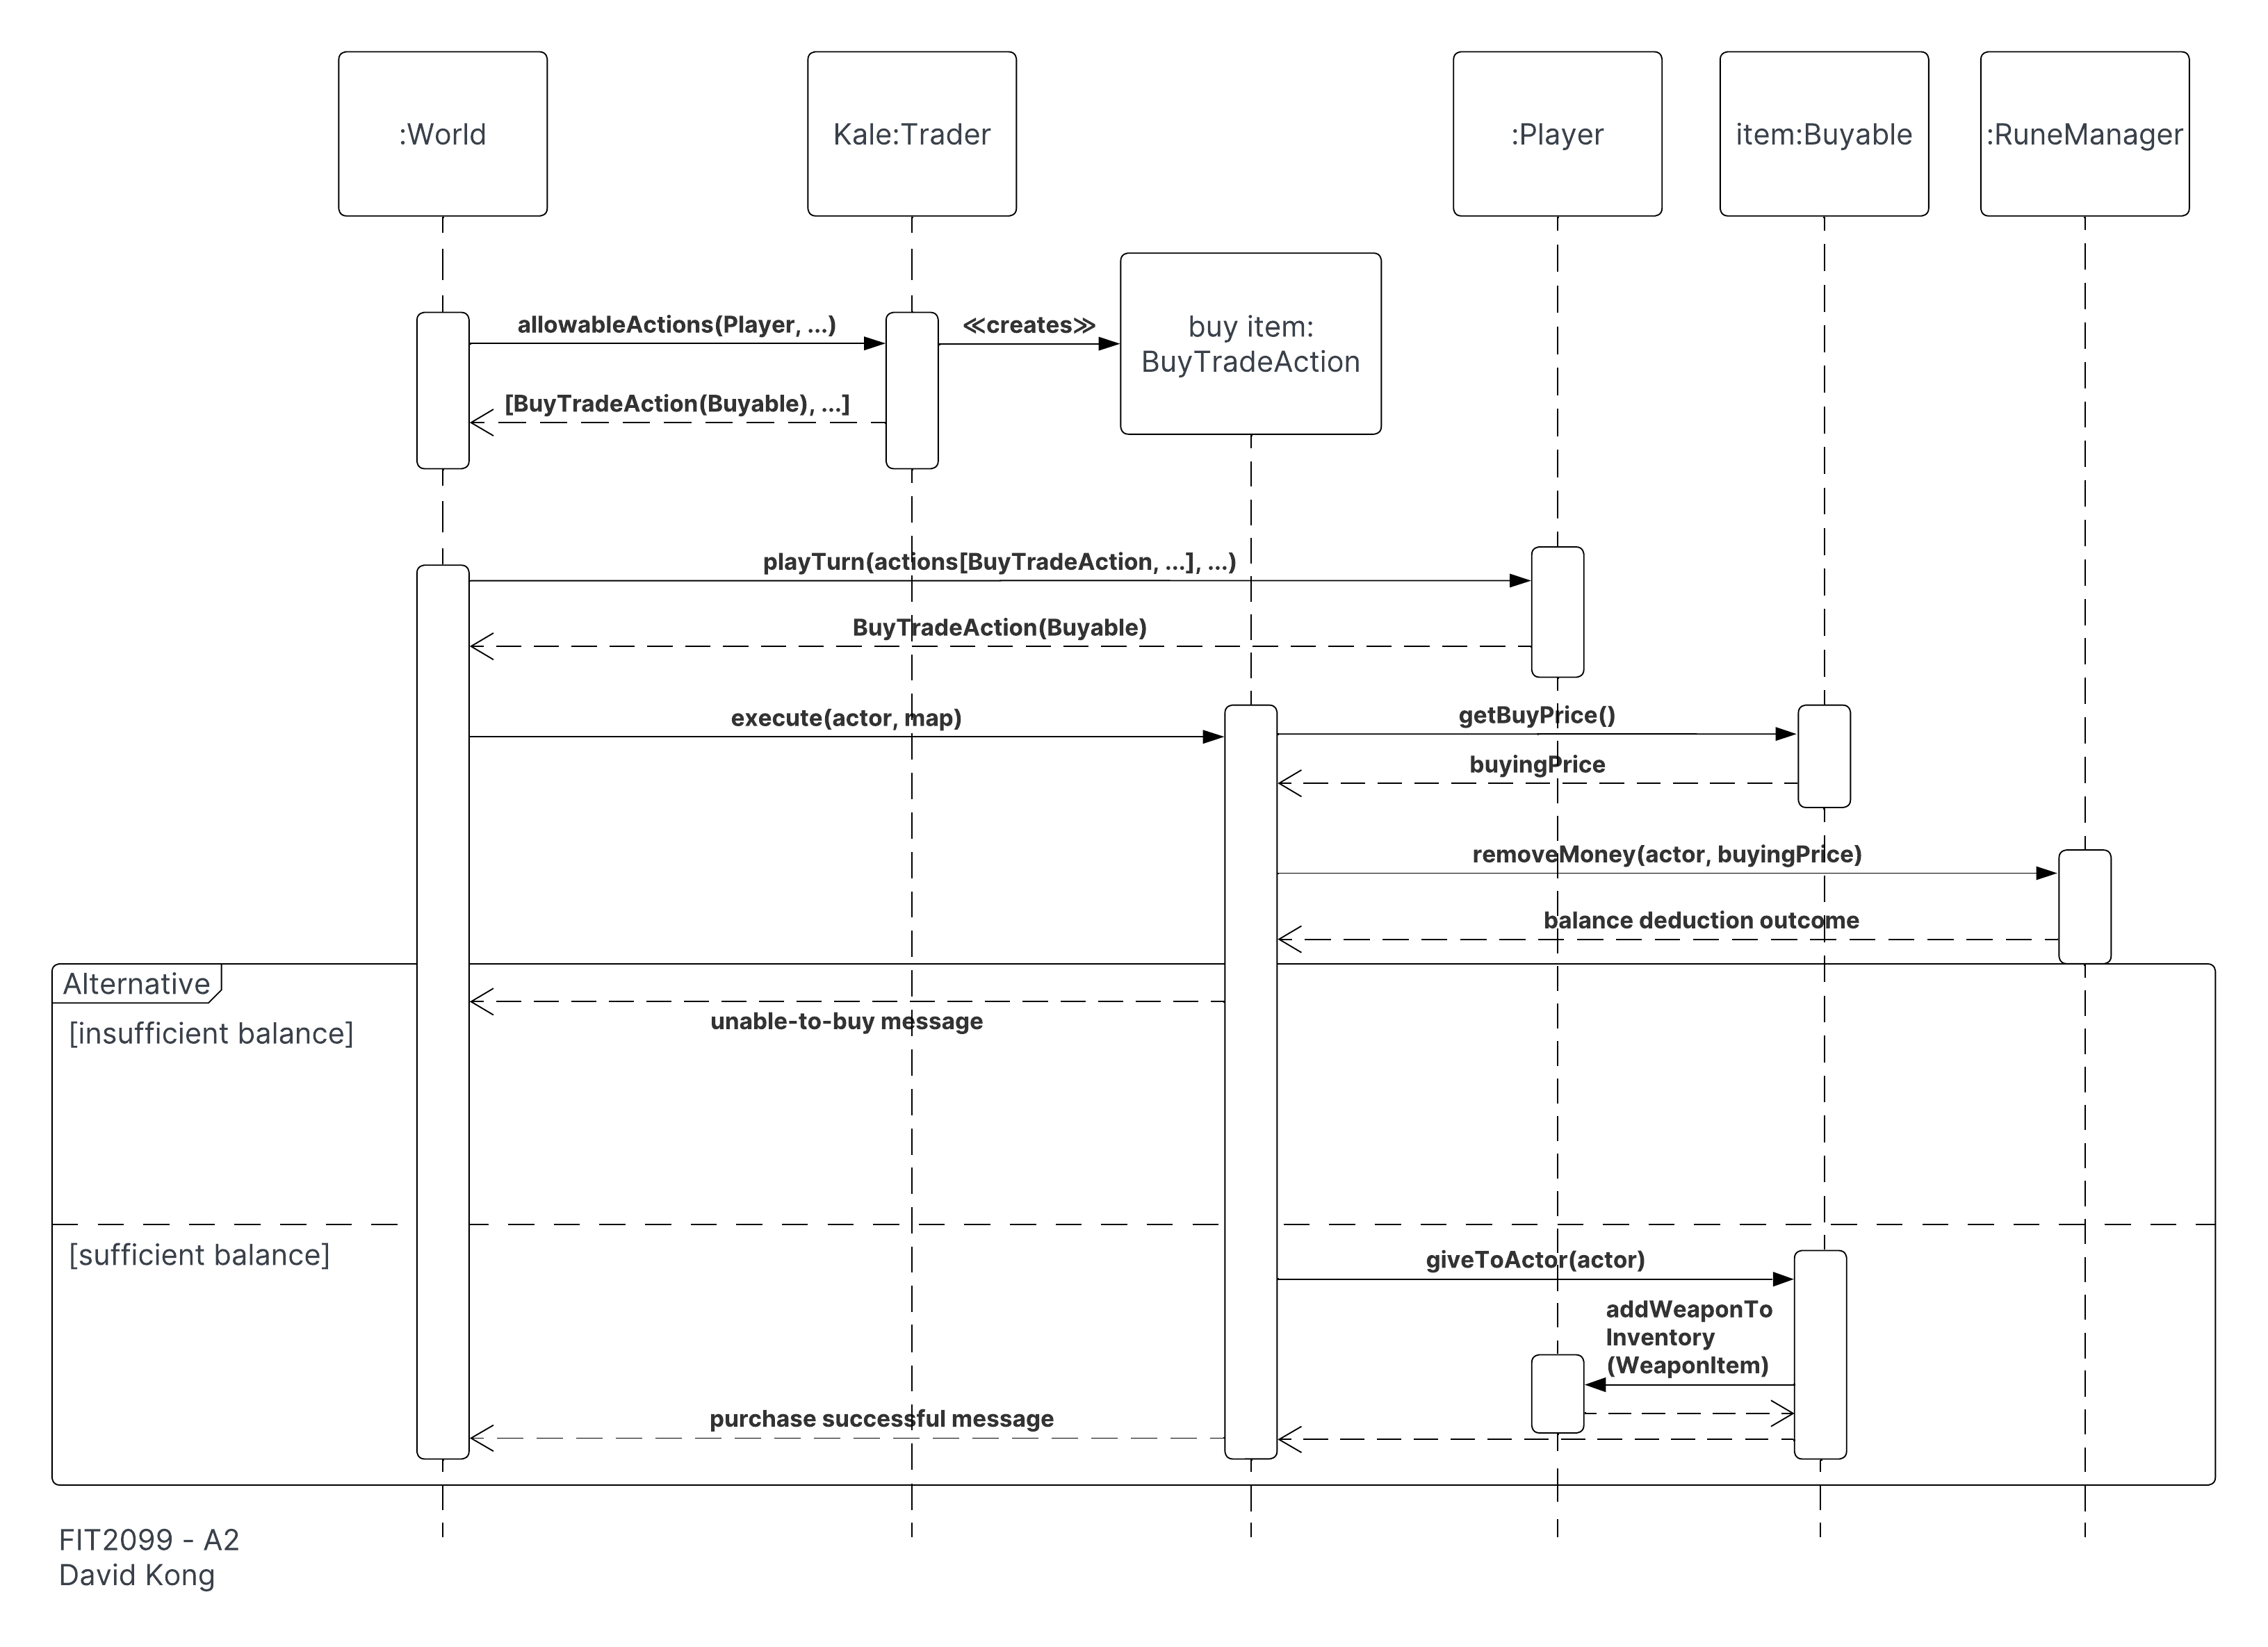 :World
Kale:Trader
:Player
item:Buyable
:RuneManager
allowableActions(Player, ...)
≪creates≫
buy item:
BuyTradeAction
[BuyTradeAction(Buyable), ...]
playTurn(actions[BuyTradeAction, ...], ...)
BuyTradeAction(Buyable)
execute(actor, map)
getBuyPrice()
buyingPrice
removeMoney(actor, buyingPrice)
balance deduction outcome
Alternative
[insufficient balance]
unable-to-buy message
[sufficient balance]
giveToActor(actor)
addWeaponTo
Inventory
(WeaponItem)
purchase successful message
FIT2099 - A2
David Kong